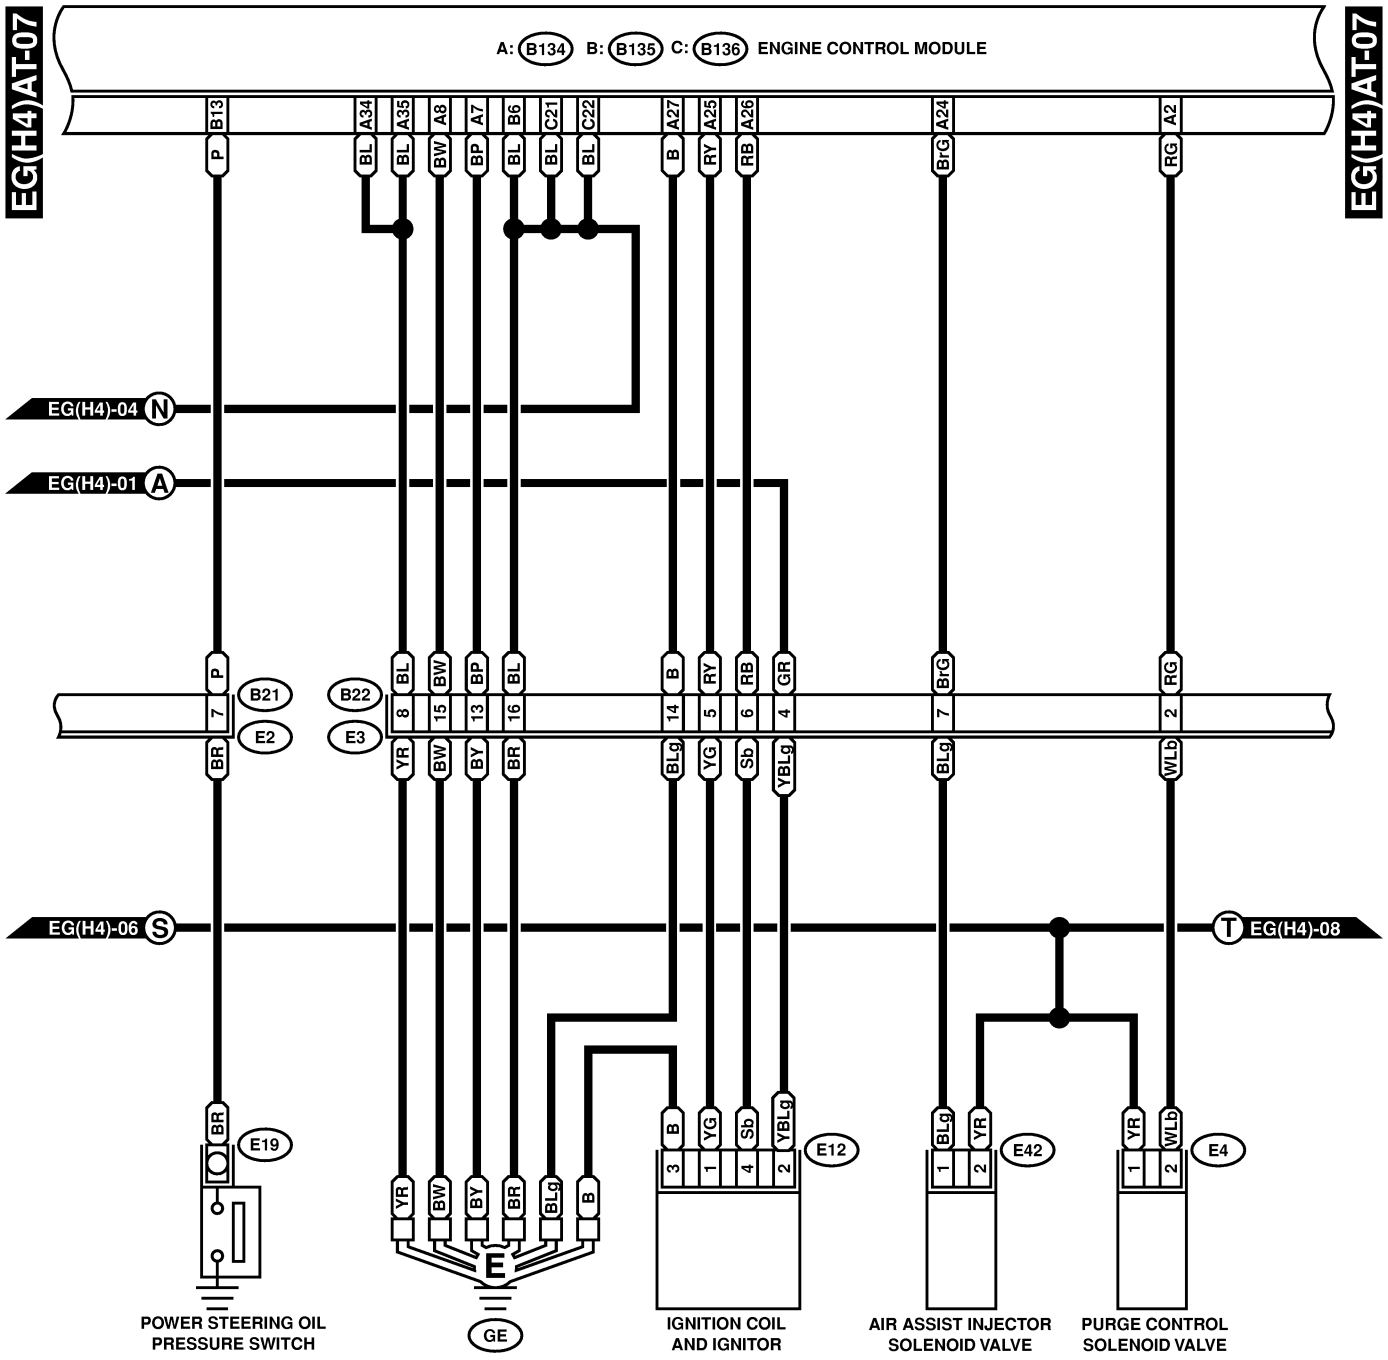 EG(H4)AT-07
EG(H4)AT-07
A: B134 B: B135 C: B136 ENGINE CONTROL MODULE
B13 A34 A35 A8 A7 B6 C21 C22 A27 A25 A26 A24 A2
P BL BL BW BP BL BL BL B RY RB BrG RG
EG(H4)-04 N
EG(H4)-01 A
P BL BW BP BL B RY RB GR BrG RG
B21 B22
7 8 15 13 16 14 5 6 4 7 2
E2 E3
BR YR BW BY BR BLg YG Sb YBLg BLg WLb
EG(H4)-06 S
T EG(H4)-08
BR B YG Sb YBLg BLg YR YR WLb
E19 E12 E42 E4
3 1 4 2 1 2 1 2
YR BW BY BR BLg B
E
GE
POWER STEERING OIL
PRESSURE SWITCH
IGNITION COIL
AND IGNITOR
AIR ASSIST INJECTOR
SOLENOID VALVE
PURGE CONTROL
SOLENOID VALVE